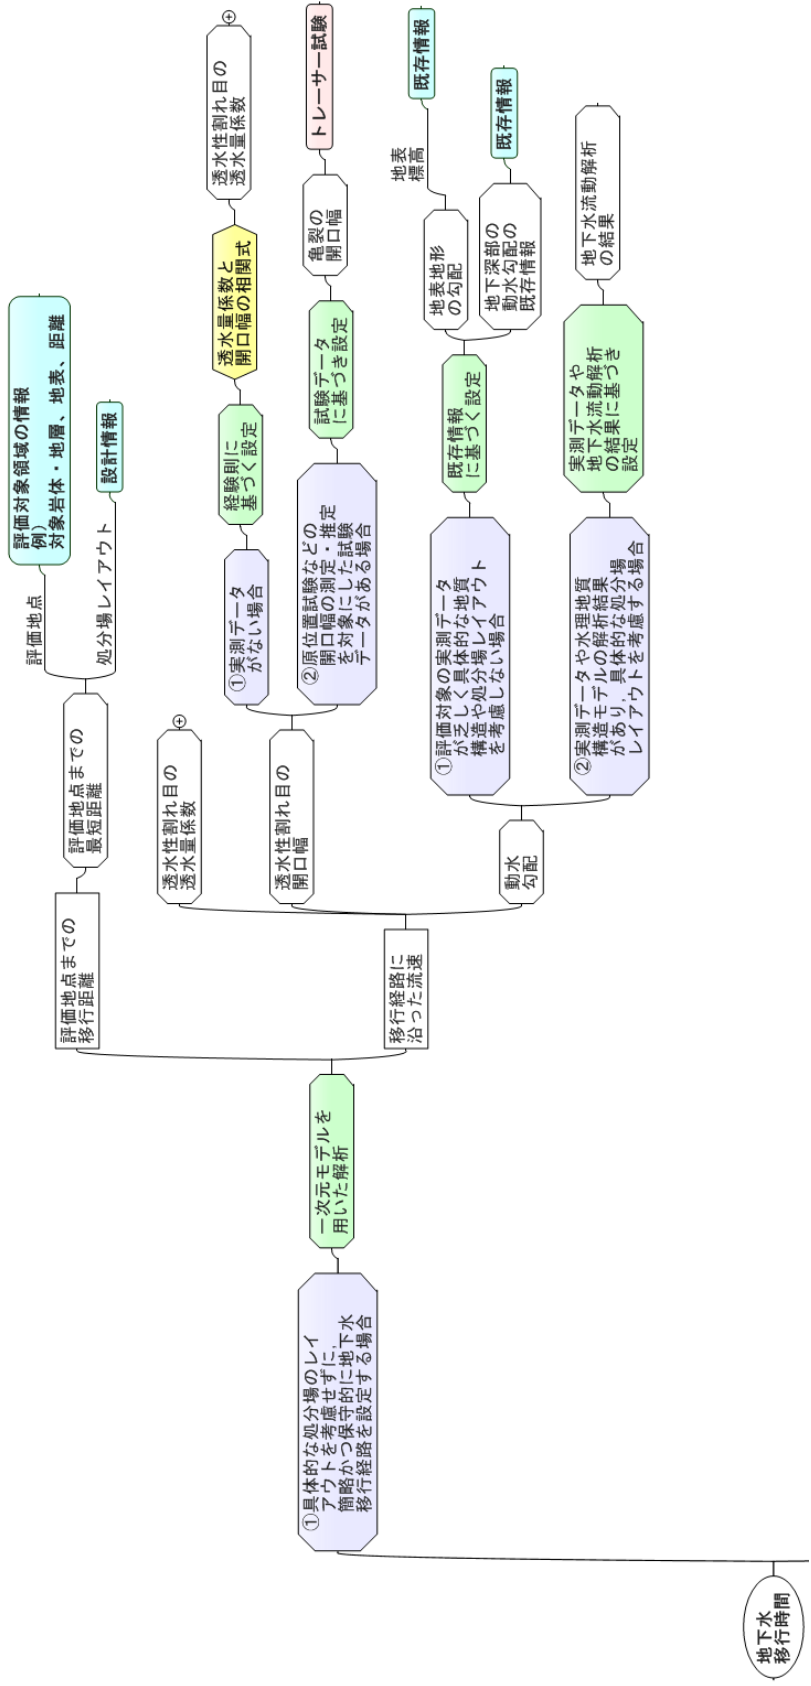 地下水
移行時間
①具体的な処分場のレイ
アウトを考慮せずに,
簡略かつ保守的に地下水
移行経路を設定する場合
一次元モデルを
用いた解析
評価地点までの
移行距離
評価地点までの
最短距離
評価地点
評価対象領域の情報
例）
対象岩体・地層、地表、距離
処分場レイアウト
設計情報
移行経路に
沿った流速
透水性割れ目の
透水量係数
透水性割れ目の
開口幅
①実測データ
がない場合
経験則に
基づく設定
透水量係数と
開口幅の相関式
透水性割れ目の
透水量係数
②原位置試験などの
開口幅の測定・推定
を対象にした試験
データがある場合
試験データ
に基づき設定
亀裂の
開口幅
トレーサー試験
動水
勾配
①評価対象の実測データ
が乏しく具体的な地質
構造や処分場レイアウト
を考慮しない場合
既存情報
に基づく設定
地表地形
の勾配
地表
標高
既存情報
地下深部の
動水勾配の
既存情報
既存情報
②実測データや水理地質
構造モデルの解析結果
があり, 具体的な処分場
レイアウトを考慮する場合
実測データや
地下水流動解析
の結果に基づき
設定
地下水流動解析
の結果